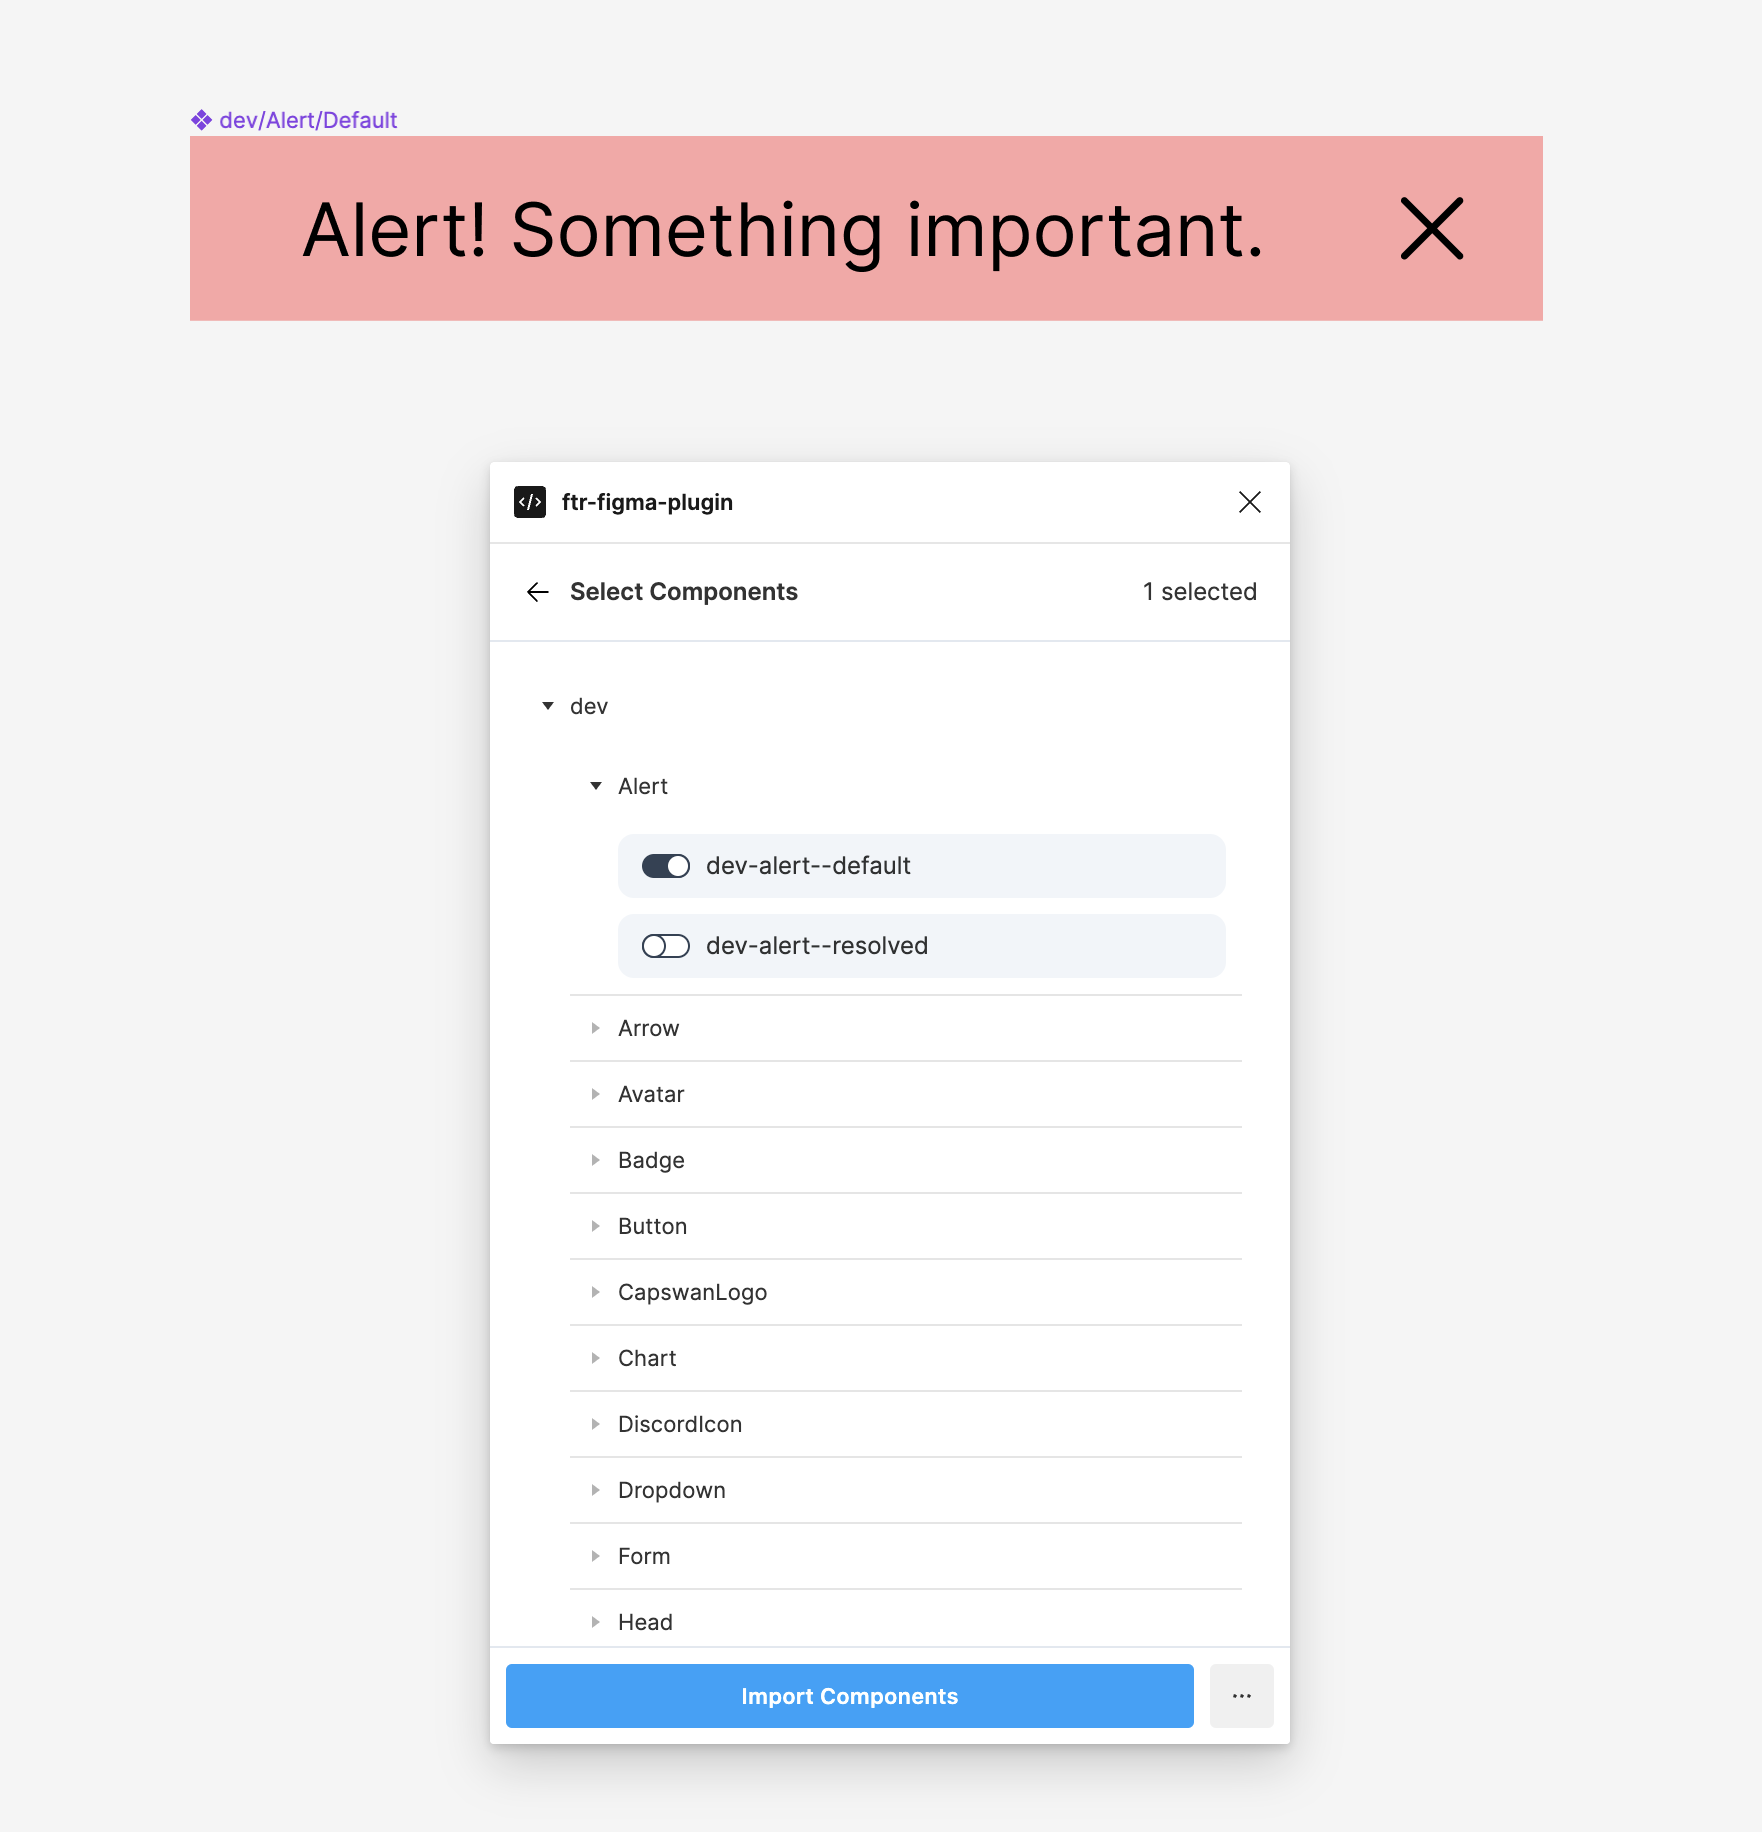 dev/Alert/Default
Alert! Something important.
ftr-figma-plugin
Select Components
1 selected
dev
Alert
dev-alert--default
dev-alert--resolved
Arrow
Avatar
Badge
Button
CapswanLogo
Chart
DiscordIcon
Dropdown
Form
Head
Import Components
...